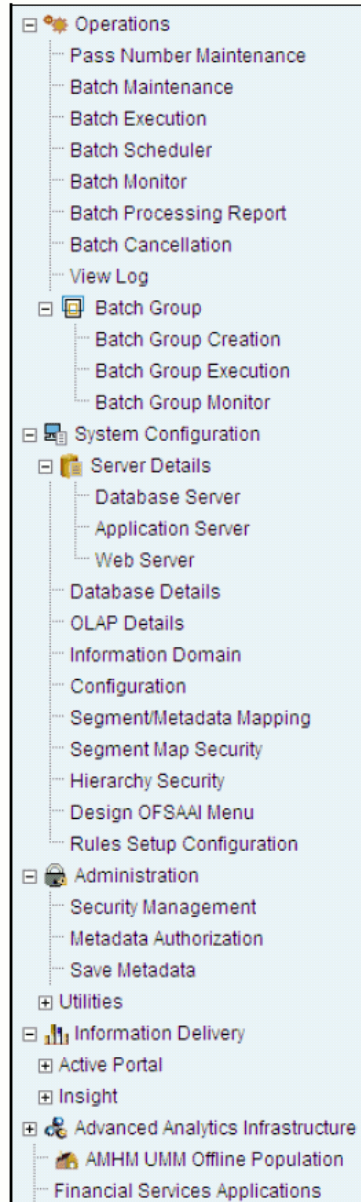 Operations
Pass Number Maintenance
Batch Maintenance
Batch Execution
Batch Scheduler
Batch Monitor
Batch Processing Report
Batch Cancellation
View Log
Batch Group
Batch Group Creation
Batch Group Execution
Batch Group Monitor
System Configuration
Server Details
Database Server
Application Server
Web Server
Database Details
OLAP Details
Information Domain
Configuration
Segment/Metadata Mapping
Segment Map Security
Hierarchy Security
Design OFSAAI Menu
Rules Setup Configuration
Administration
Security Management
Metadata Authorization
Save Metadata
Utilities
Information Delivery
Active Portal
Insight
Advanced Analytics Infrastructure
AMHM UMM Offline Population
Financial Services Applications